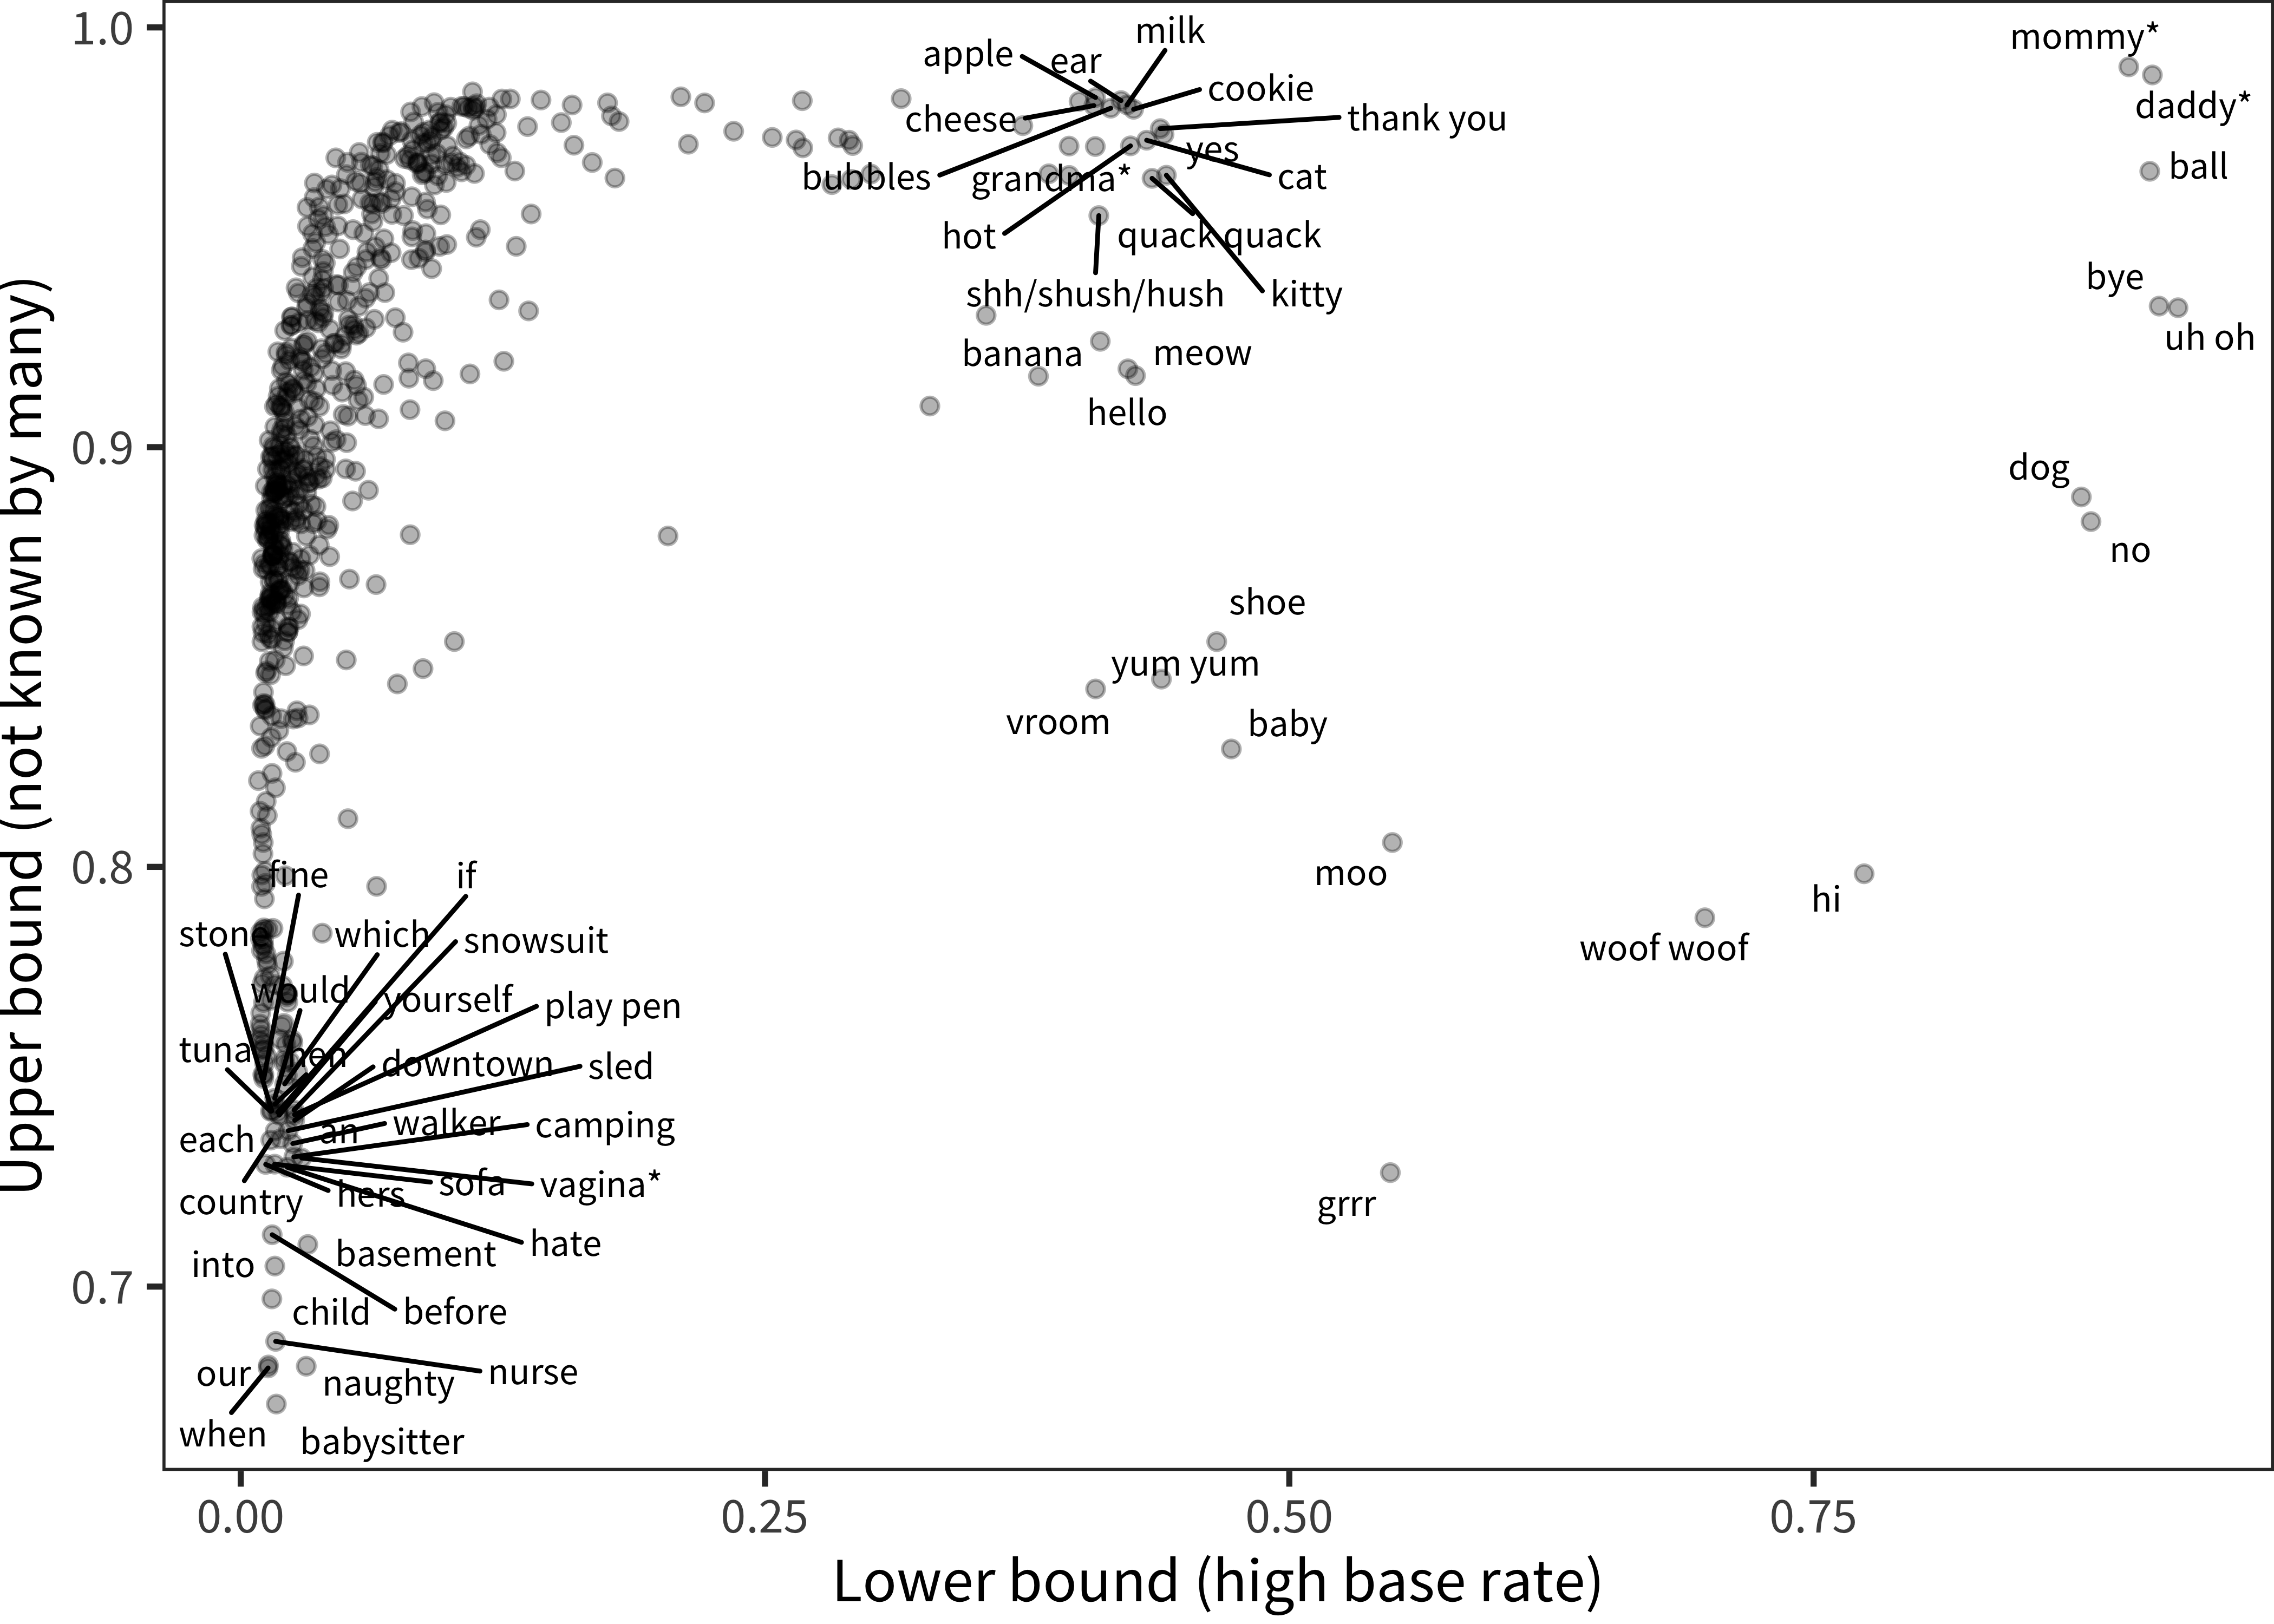 1.0
0.9
0.8
0.7
Upper bound (not known by many)
milk
mommy*
apple
ear
cookie
daddy*
cheese
thank you
yes
ball
bubbles
grandma*
cat
hot
quack quack
bye
shh/shush/hush
kitty
uh oh
banana
meow
hello
dog
no
shoe
yum yum
vroom
baby
moo
hi
woof woof
grrr
fine
if
stone
which
snowsuit
would
yourself
play pen
tuna
hen
downtown
sled
each
an
walker
camping
country
hers
sofa
vagina*
into
basement
hate
child
before
our
naughty
nurse
when
babysitter
0.00
0.25
0.50
0.75
Lower bound (high base rate)